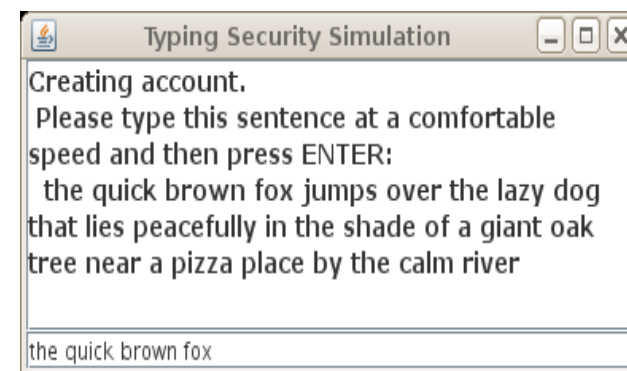 Typing Security Simulation
Creating account.
Please type this sentence at a comfortable
speed and then press ENTER:
the quick brown fox jumps over the lazy dog
that lies peacefully in the shade of a giant oak
tree near a pizza place by the calm river
the quick brown fox